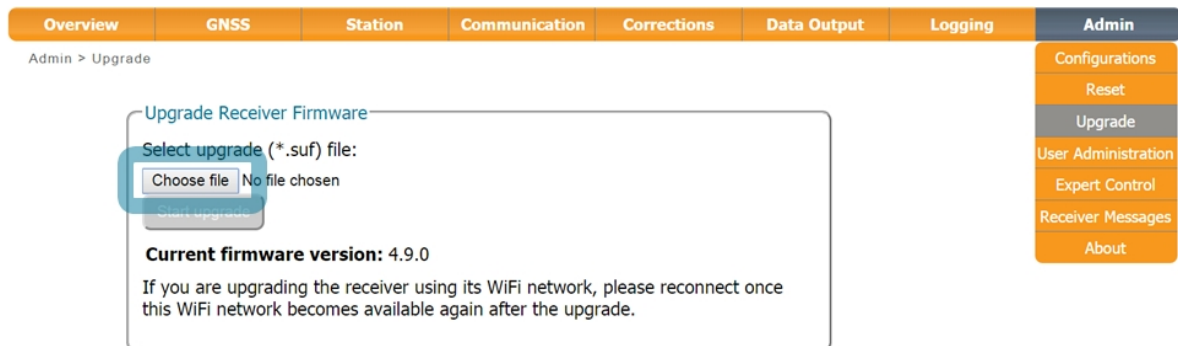 Overview GNSS Station Communication Corrections Data Output Logging Admin
Admin > Upgrade
Configurations
Reset
Upgrade
User Administration
Expert Control
Receiver Messages
About
Upgrade Receiver Firmware
Select upgrade (*.suf) file:
Choose file No file chosen
Start upgrade
Current firmware version: 4.9.0
If you are upgrading the receiver using its WiFi network, please reconnect once
this WiFi network becomes available again after the upgrade.